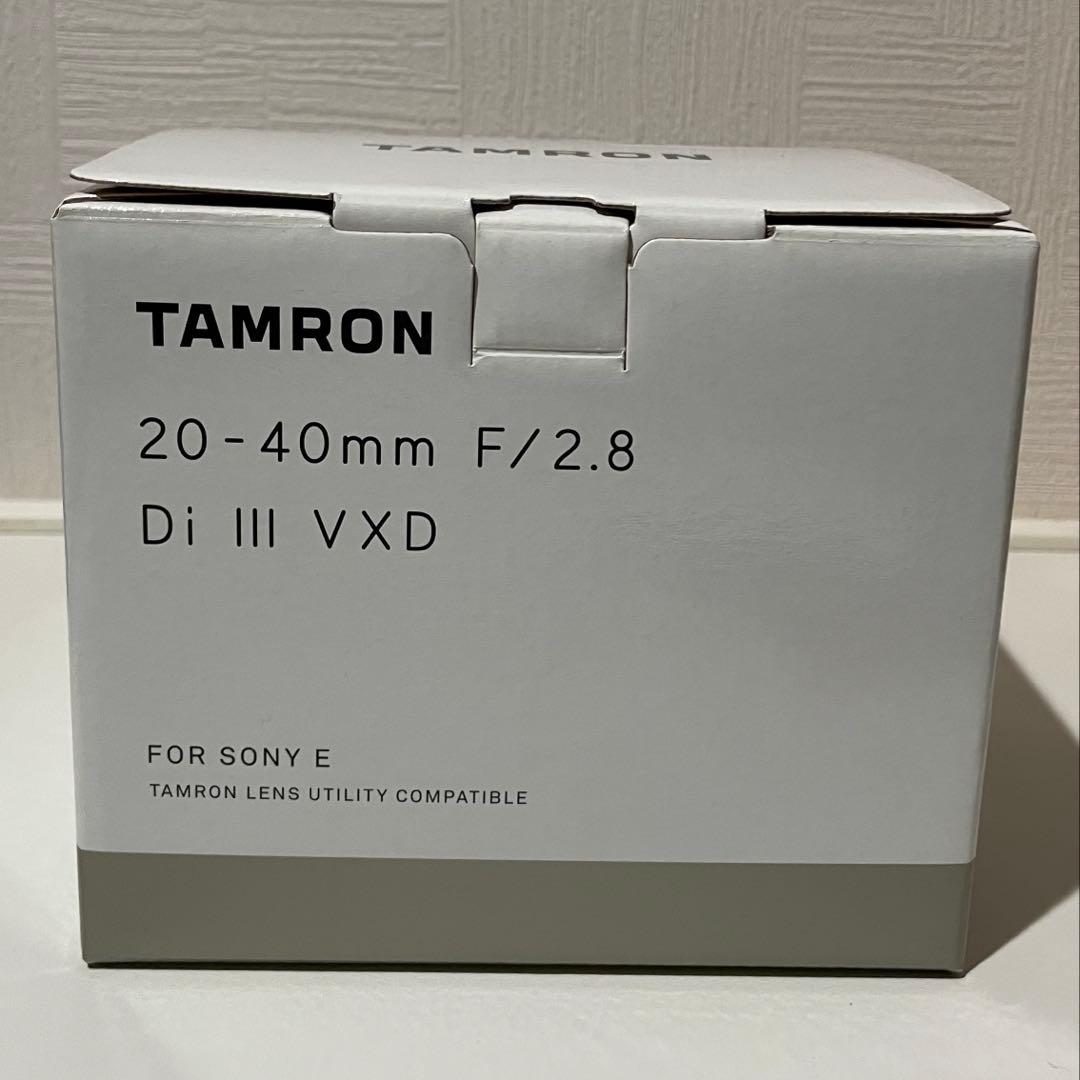 TAMRON
TAMRON
20-40mm F/2.8
Di III VXD
FOR SONY E
TAMRON LENS UTILITY COMPATIBLE